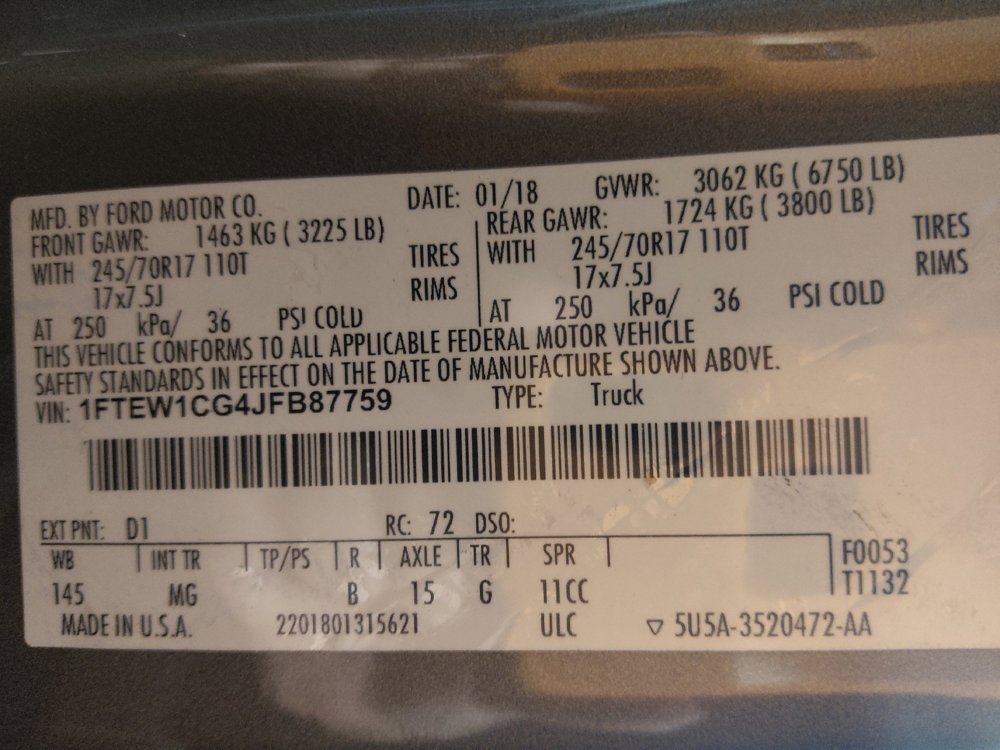 MFD. BY FORD MOTOR CO. DATE: 01/18 GVWR: 3062 KG ( 6750 LB)
FRONT GAWR: 1463 KG ( 3225 LB) REAR GAWR: 1724 KG ( 3800 LB)
WITH 245/70R17 110T TIRES WITH 245/70R17 110T TIRES
17x7.5J RIMS 17x7.5J RIMS
AT 250 kPa/ 36 PSI COLD AT 250 kPa/ 36 PSI COLD
THIS VEHICLE CONFORMS TO ALL APPLICABLE FEDERAL MOTOR VEHICLE
SAFETY STANDARDS IN EFFECT ON THE DATE OF MANUFACTURE SHOWN ABOVE.
VIN: 1FTEW1CG4JFB87759 TYPE: Truck
EXT PNT: D1 RC: 72 DSO:
WB INT TR TP/PS R AXLE TR SPR F0053
145 MG B 15 G 11CC T1132
MADE IN U.S.A. 2201801315621 ULC ▽ 5U5A-3520472-AA